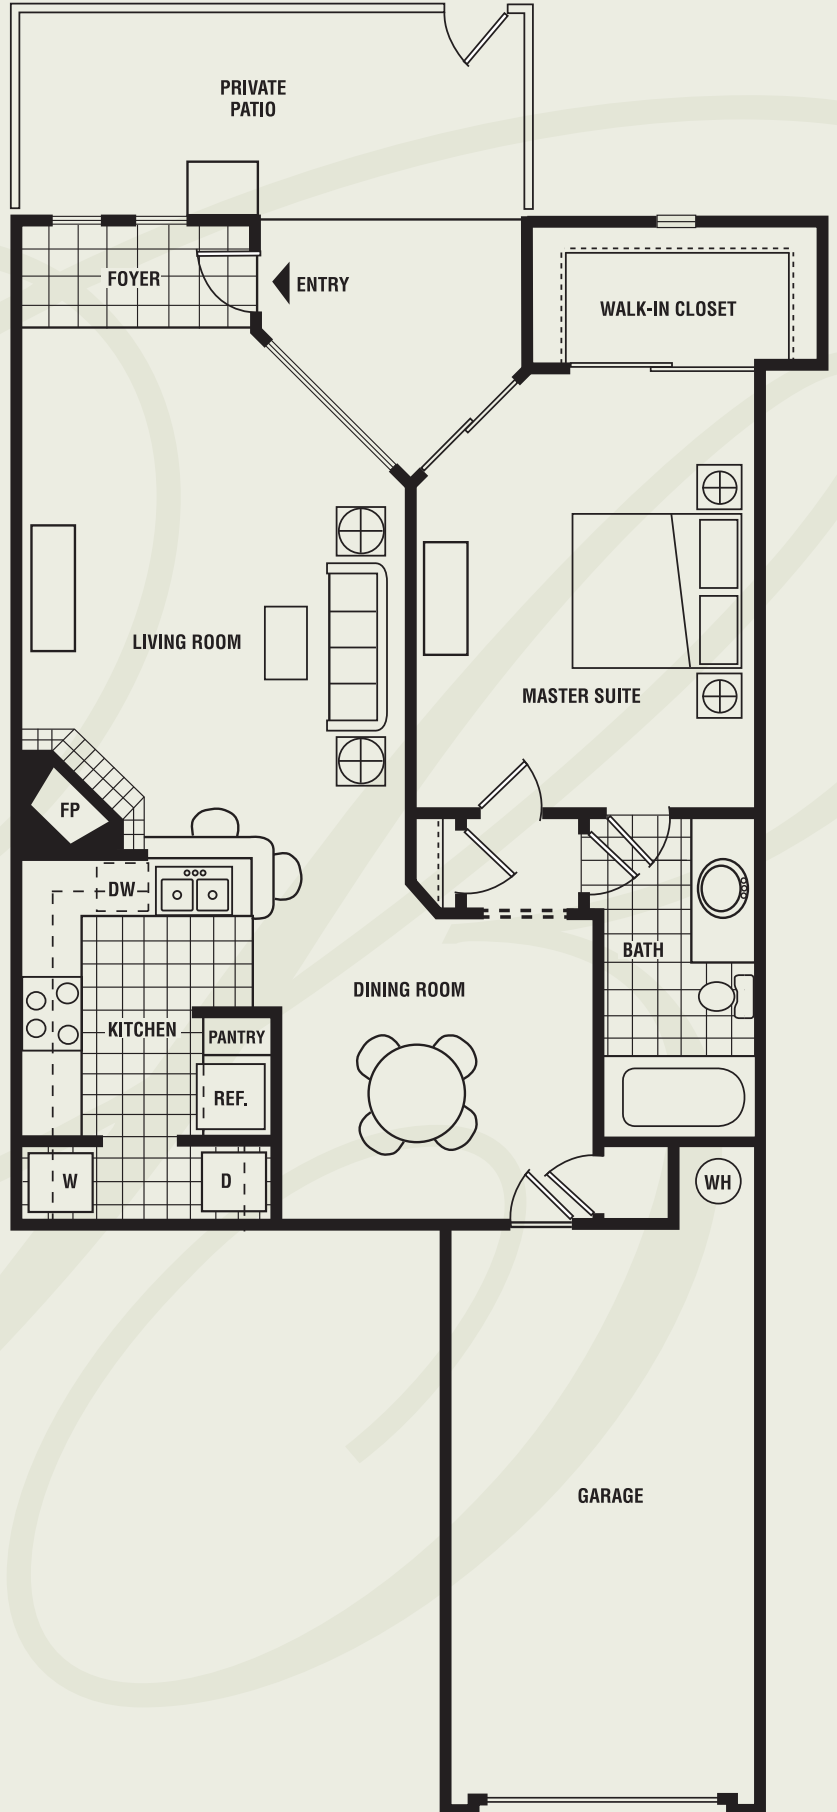 PRIVATE
PATIO
FOYER
ENTRY
WALK-IN CLOSET
LIVING ROOM
MASTER SUITE
FP
DW
BATH
DINING ROOM
KITCHEN
PANTRY
REF.
W
D
WH
GARAGE